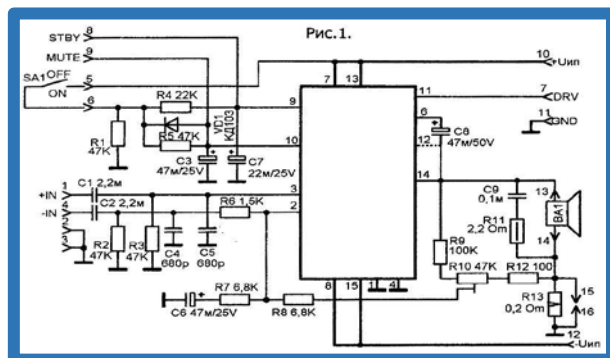 Рис.1.
8
STBY
9
MUTE
SA1 OFF
ON
5
6
R4 22K
VD1
КД103
R5 47K
R1
47K
C3
47м/25V
C7
22м/25V
7 13
10 +Uип
11
7
DRV
6
11
GND
C8
47м/50V
12
9
10
+IN
1
C1 2,2м
-IN
4
C2 2,2м
2
3
R2
47K
R3
47K
C4
680p
C5
680p
R6 1,5K
3
2
14
C9
0,1м
13
BA1
R11
2,2 Om
14
R9
100K
R10 47K
R12 100
R13
0,2 Om
15
16
C6 47м/25V
R7 6,8K
R8 6,8K
8 15
1 4
12
-Uип